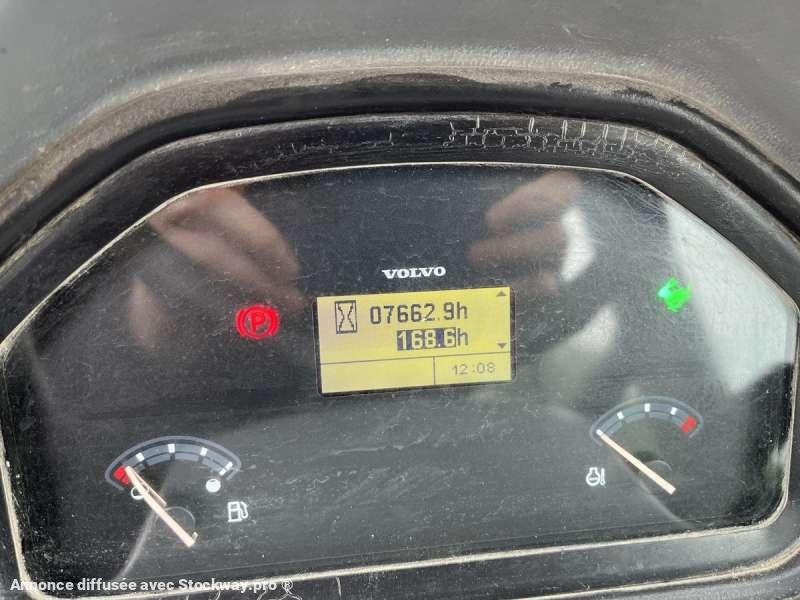 VOLVO
07662.9h
168.6h
12:08
P
Annonce diffusée avec Stockway.pro ®